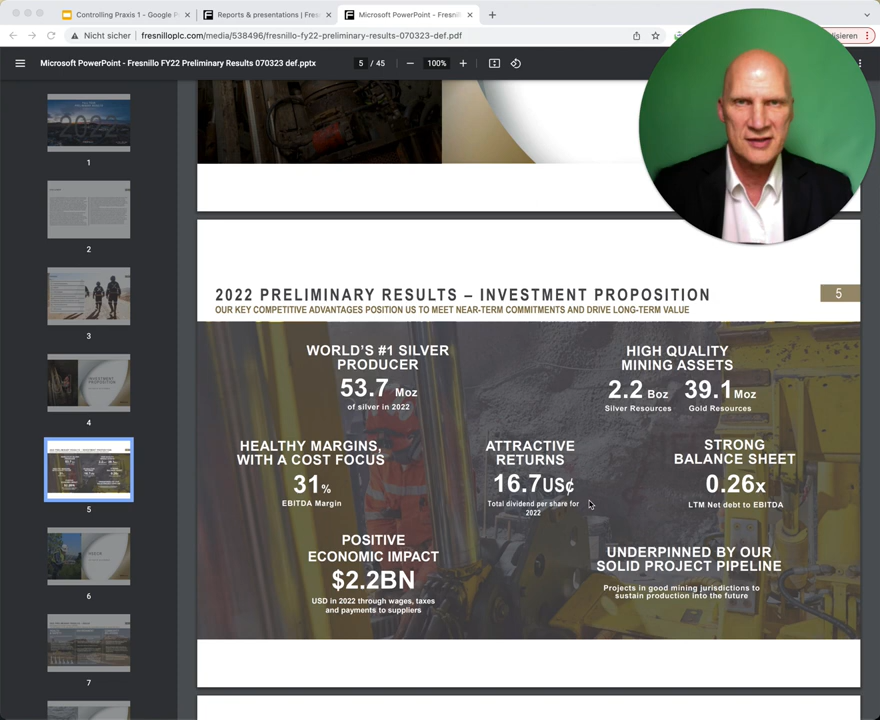 Controlling Praxis 1 - Google P
Reports & presentations | Fres
Microsoft PowerPoint - Fresnill
Nicht sicher | fresnilloplc.com/media/538496/fresnillo-fy22-preliminary-results-070323-def.pdf
lisieren
Microsoft PowerPoint - Fresnillo FY22 Preliminary Results 070323 def.pptx
5 / 45
100%
1
2
3
4
5
6
7
2022 PRELIMINARY RESULTS – INVESTMENT PROPOSITION
5
OUR KEY COMPETITIVE ADVANTAGES POSITION US TO MEET NEAR-TERM COMMITMENTS AND DRIVE LONG-TERM VALUE
WORLD'S #1 SILVER
PRODUCER
53.7 Moz
of silver in 2022
HIGH QUALITY
MINING ASSETS
2.2 Boz 39.1Moz
Silver Resources Gold Resources
HEALTHY MARGINS,
WITH A COST FOCUS
31%
EBITDA Margin
ATTRACTIVE
RETURNS
16.7US¢
Total dividend per share for
2022
STRONG
BALANCE SHEET
0.26x
LTM Net debt to EBITDA
POSITIVE
ECONOMIC IMPACT
$2.2BN
USD in 2022 through wages, taxes
and payments to suppliers
UNDERPINNED BY OUR
SOLID PROJECT PIPELINE
Projects in good mining jurisdictions to
sustain production into the future